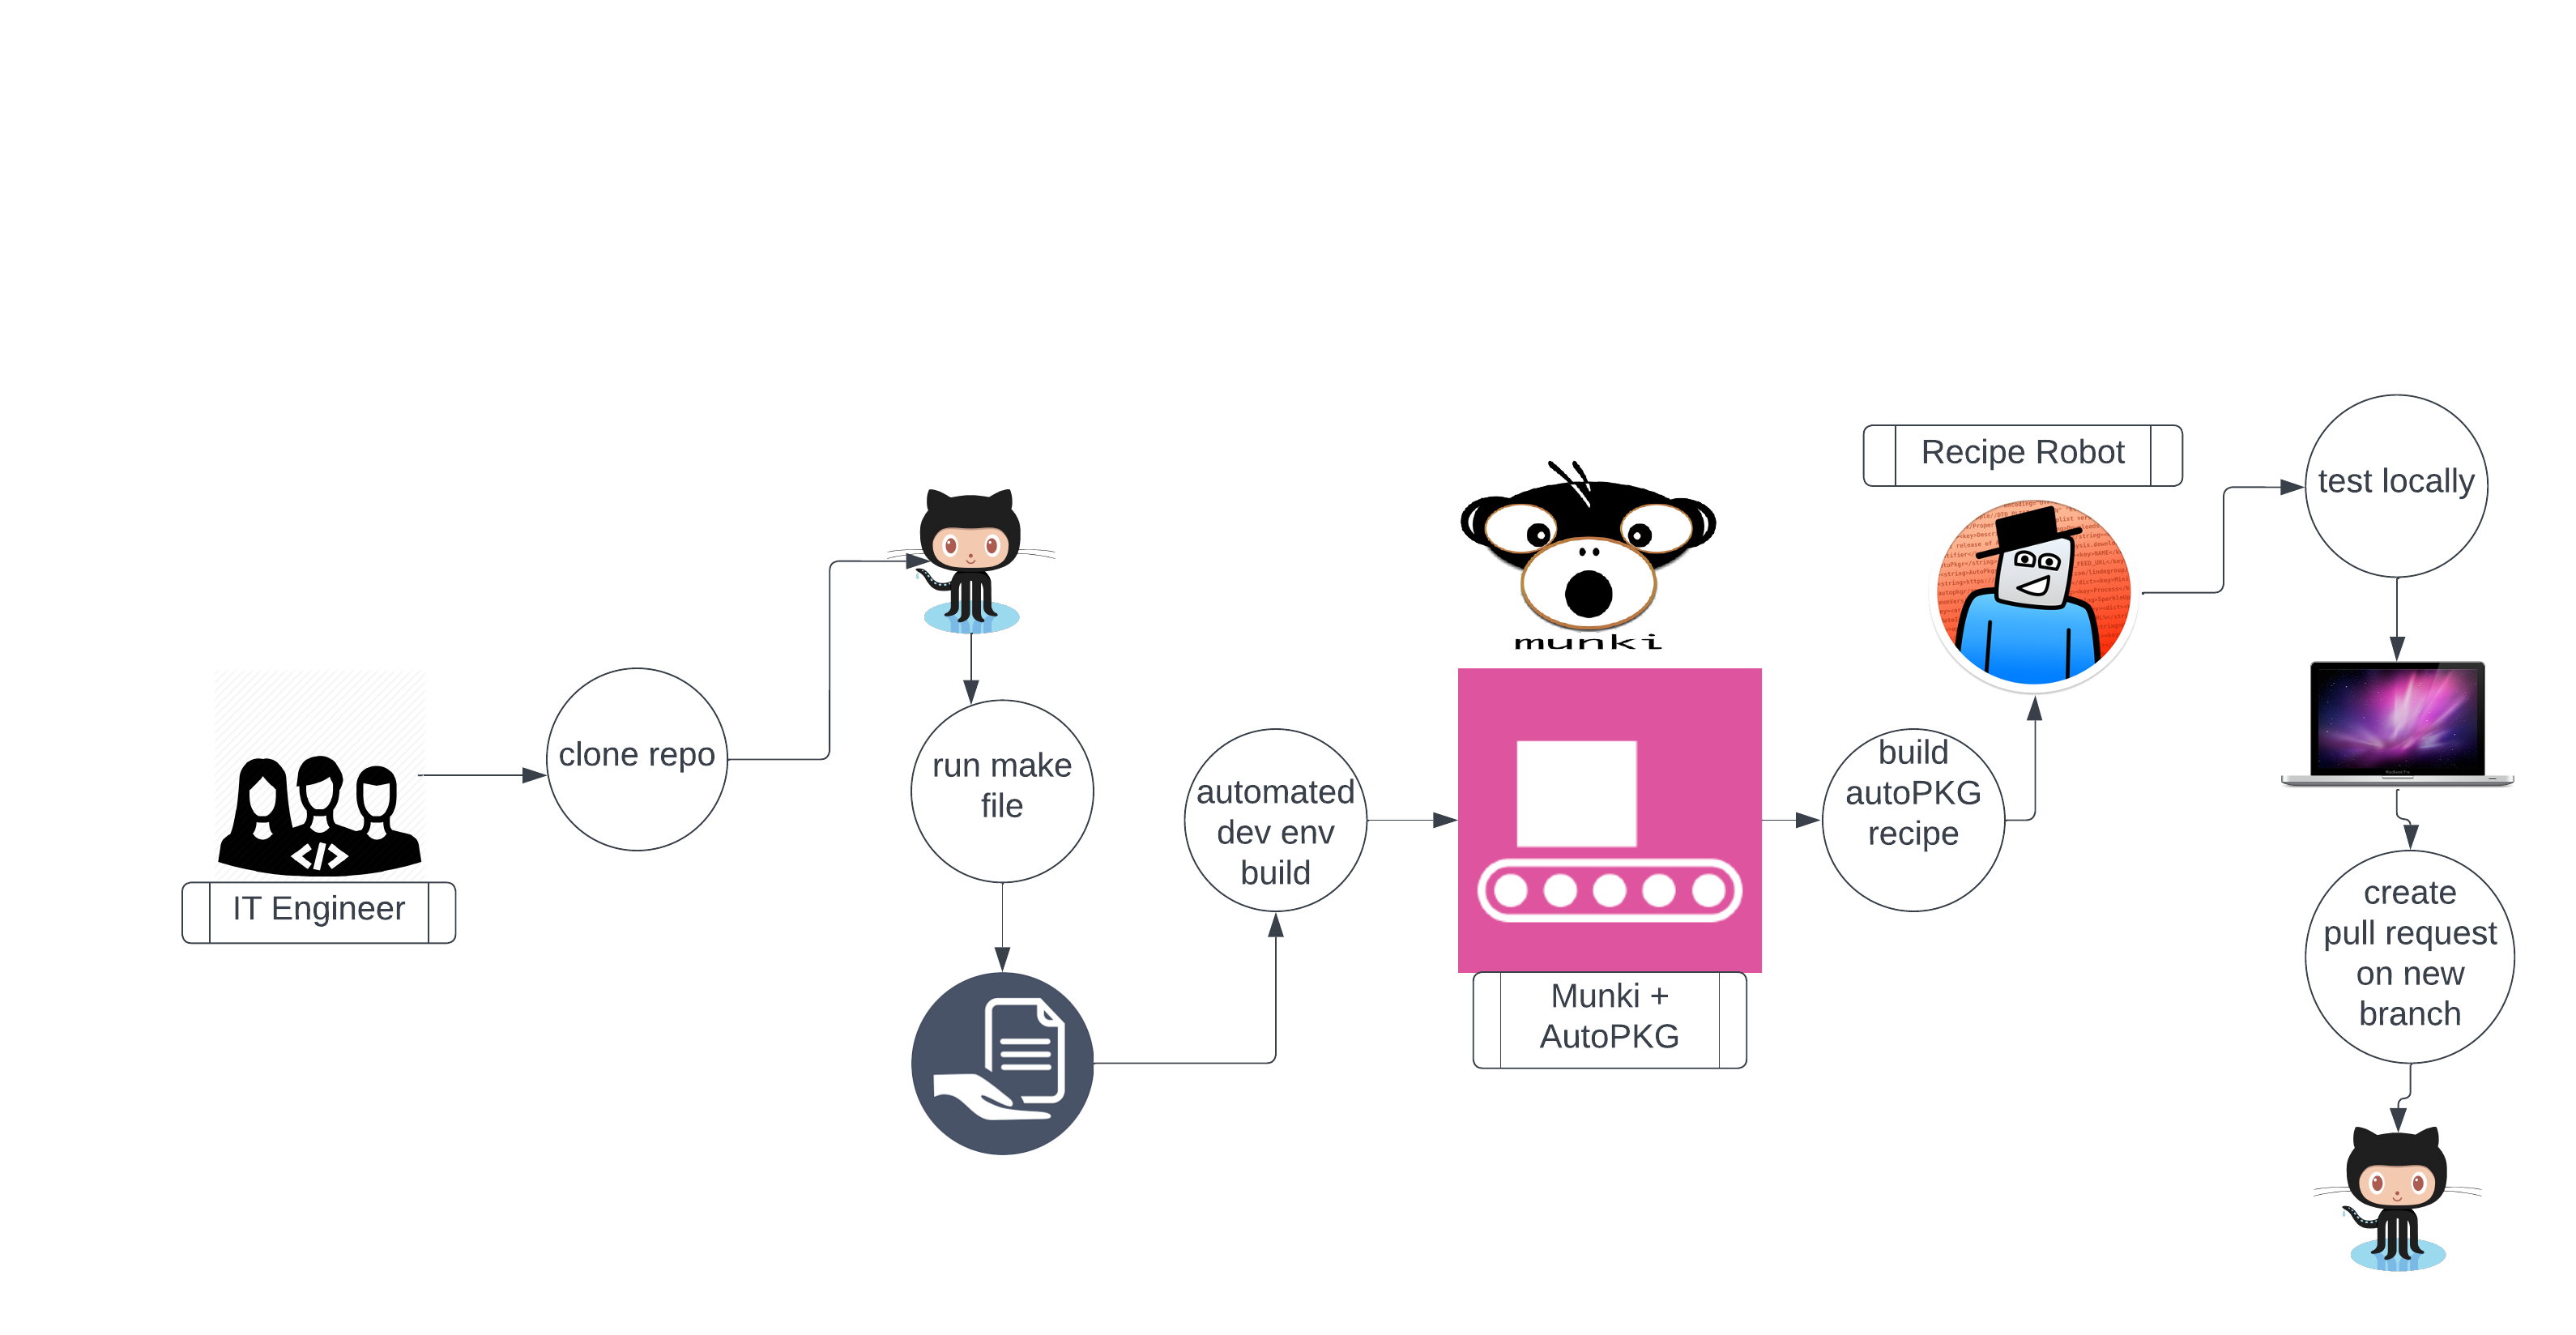 IT Engineer
clone repo
run make
file
automated
dev env
build
munki
Munki +
AutoPKG
build
autoPKG
recipe
Recipe Robot
test locally
create
pull request
on new
branch